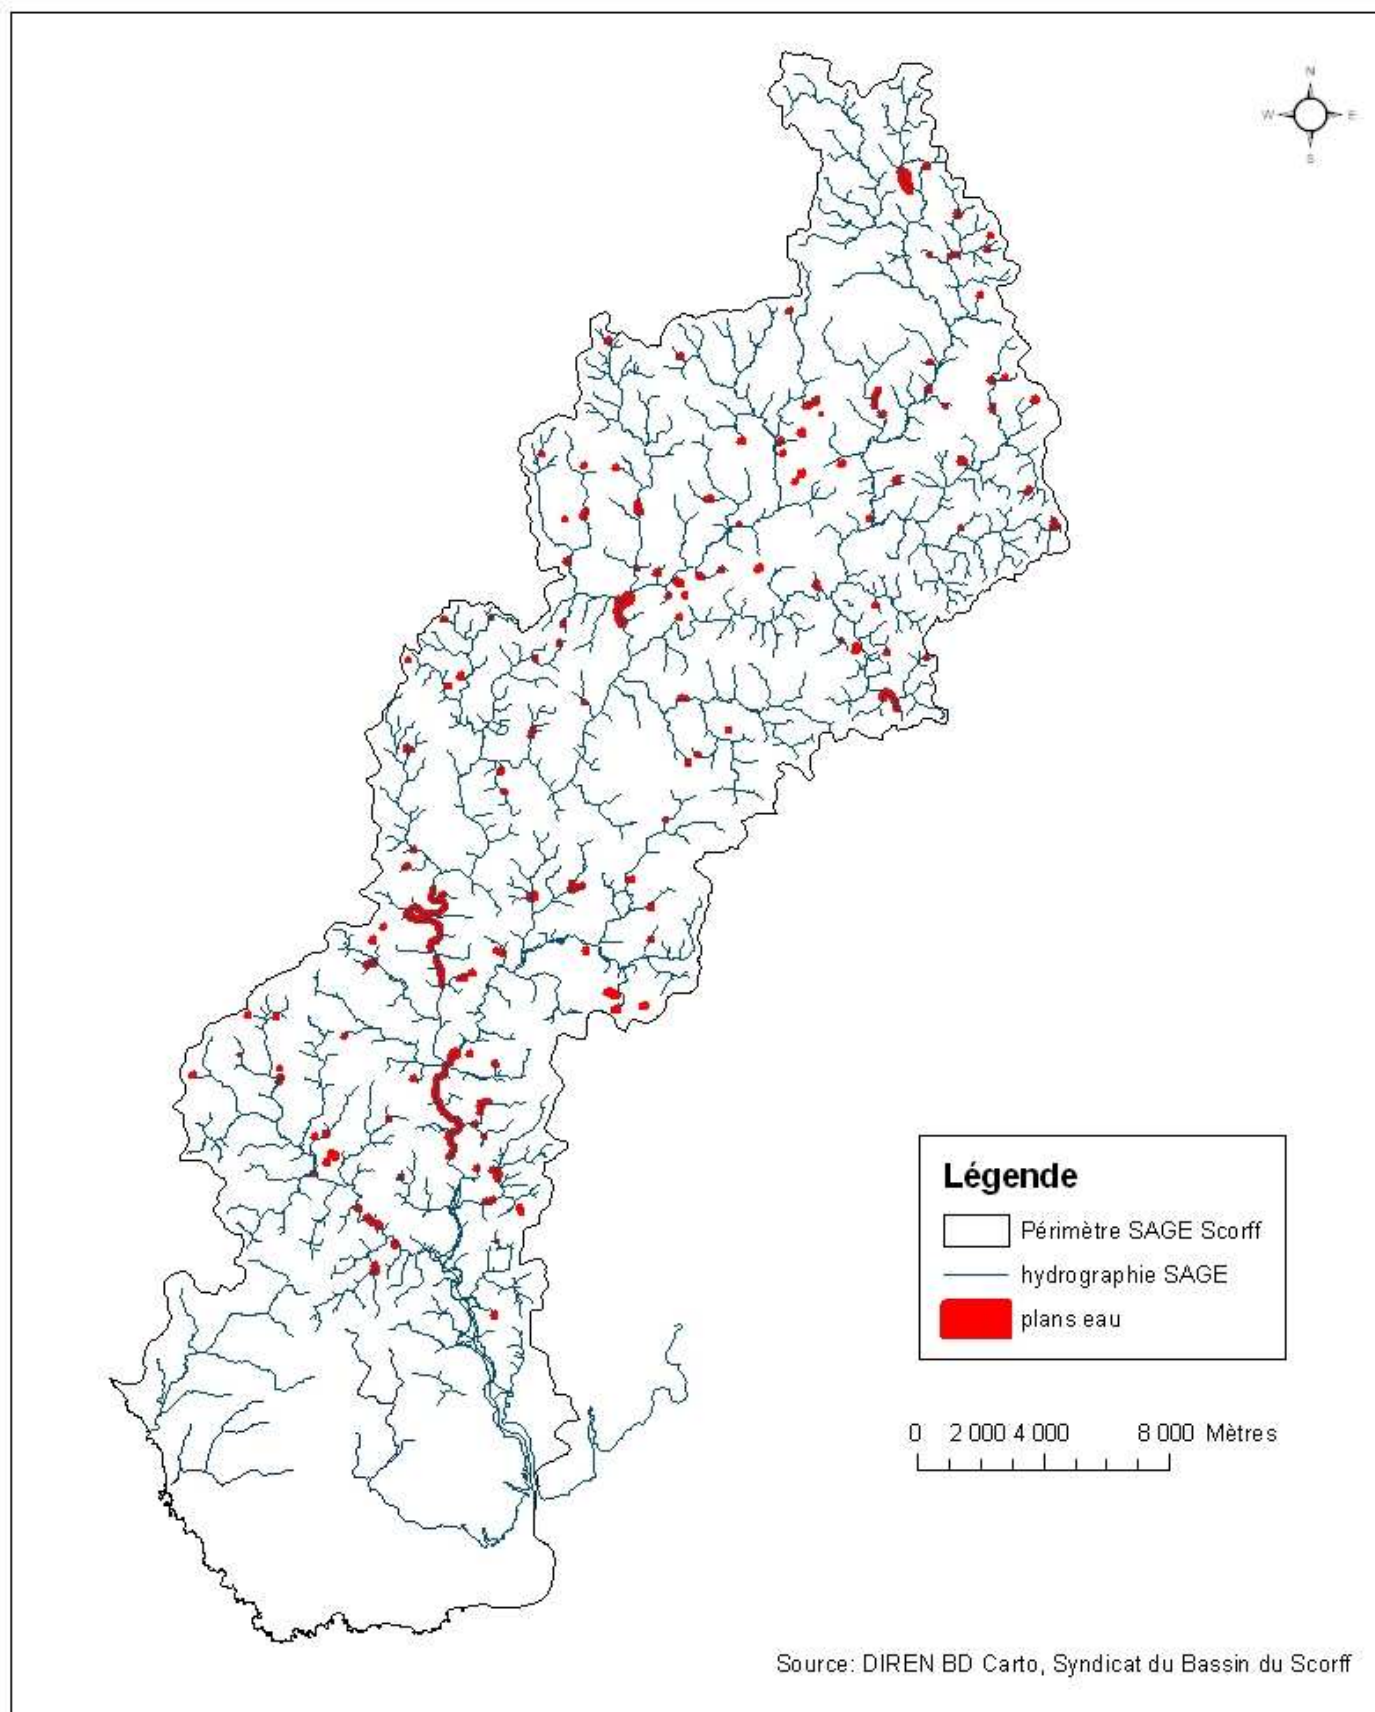 N
W E
S
Légende
Périmètre SAGE Scorff
hydrographie SAGE
plans eau
0 2 000 4 000 8 000 Mètres
Source: DIREN BD Carto, Syndicat du Bassin du Scorff